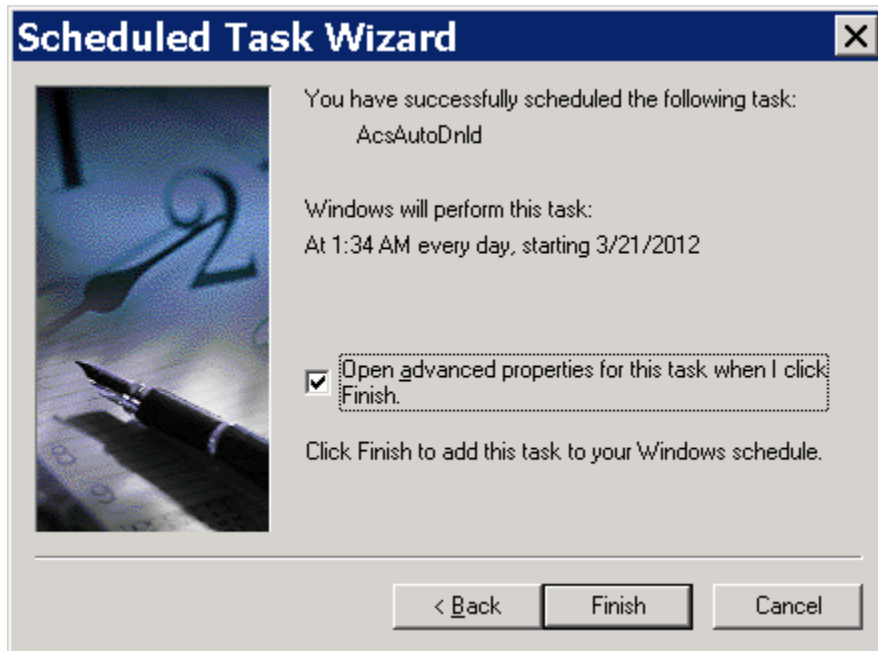 Scheduled Task Wizard
You have successfully scheduled the following task:
AcsAutoDnld
Windows will perform this task:
At 1:34 AM every day, starting 3/21/2012
Open advanced properties for this task when I click
Finish.
Click Finish to add this task to your Windows schedule.
< Back Finish Cancel